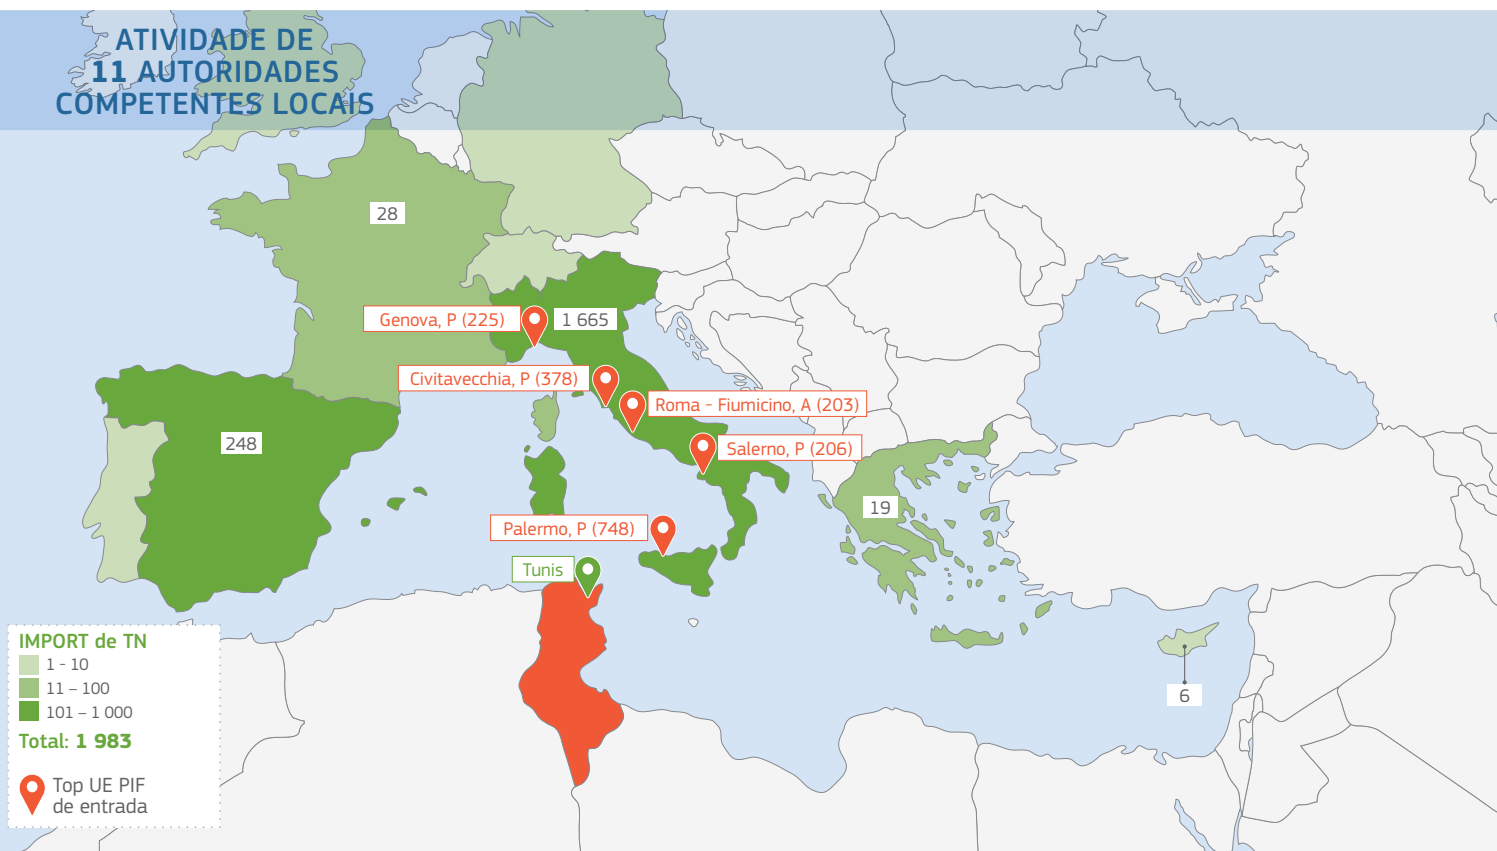 ATIVIDADE DE
11 AUTORIDADES
COMPETENTES LOCAIS
28
Genova, P (225)
1 665
Civitavecchia, P (378)
Roma - Fiumicino, A (203)
248
Salerno, P (206)
19
Palermo, P (748)
Tunis
6
IMPORT de TN
1 - 10
11 – 100
101 – 1 000
Total: 1 983
Top UE PIF
de entrada